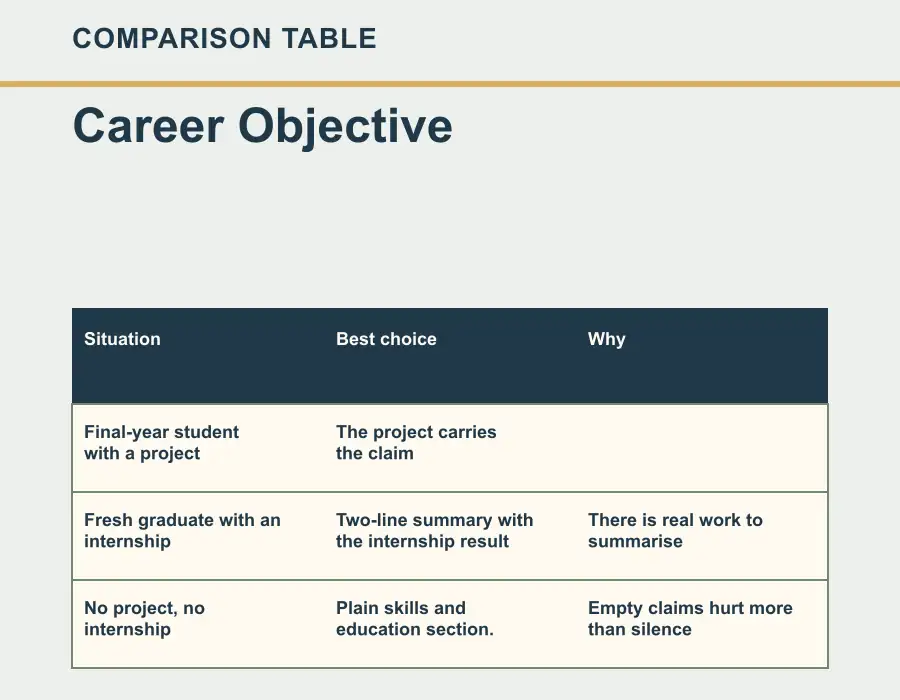 COMPARISON TABLE
Career Objective
Situation
Best choice
Why
Final-year student
with a project
The project carries
the claim
Fresh graduate with an
internship
Two-line summary with
the internship result
There is real work to
summarise
No project, no
internship
Plain skills and
education section.
Empty claims hurt more
than silence